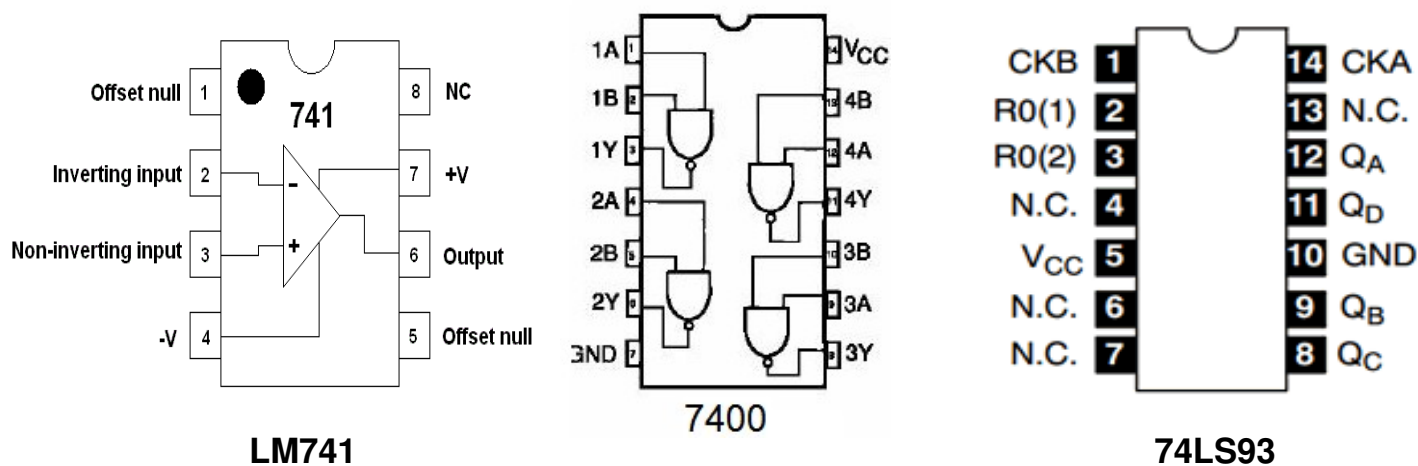 741
Offset null 1
8 NC
Inverting input 2
7 +V
Non-inverting input 3
6 Output
-V 4
5 Offset null
- 
+
LM741
1A 1
14 VCC
1B 2
13 4B
1Y 3
12 4A
2A 4
11 4Y
2B 5
10 3B
2Y 6
9 3A
GND 7
8 3Y
7400
CKB 1
14 CKA
R0(1) 2
13 N.C.
R0(2) 3
12 QA
N.C. 4
11 QD
VCC 5
10 GND
N.C. 6
9 QB
N.C. 7
8 QC
74LS93